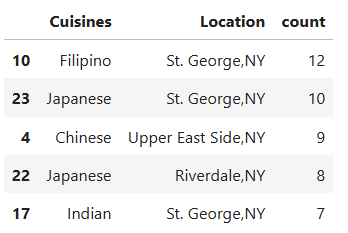 Cuisines Location count
10 Filipino St. George,NY 12
23 Japanese St. George,NY 10
4 Chinese Upper East Side,NY 9
22 Japanese Riverdale,NY 8
17 Indian St. George,NY 7